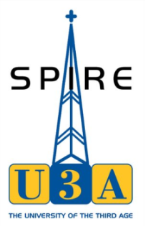 SPIRE
U3A
THE UNIVERSITY OF THE THIRD AGE